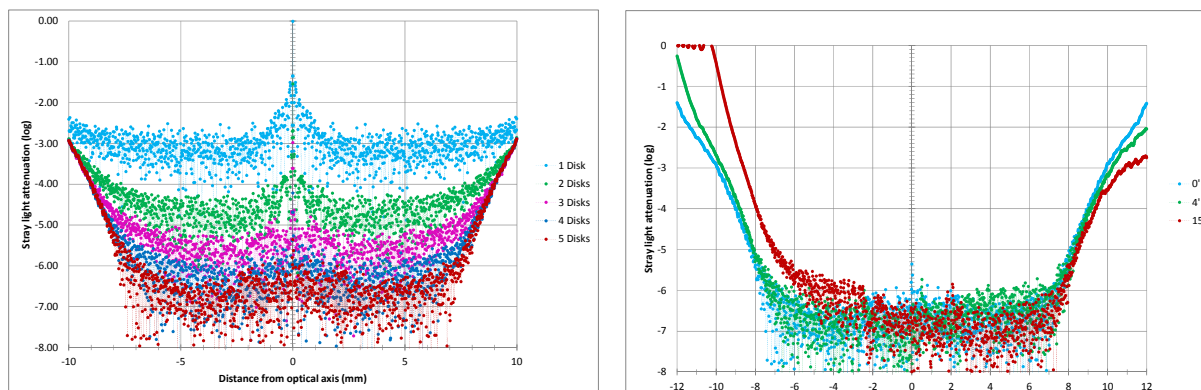 0.00
-1.00
-2.00
-3.00
-4.00
-5.00
-6.00
-7.00
-8.00
Stray light attenuation (log)
-10 -5 0 5 10
Distance from optical axis (mm)
1 Disk
2 Disks
3 Disks
4 Disks
5 Disks
0
-1
-2
-3
-4
-5
-6
-7
-8
Stray light attenuation (log)
-12 -10 -8 -6 -4 -2 0 2 4 6 8 10 12
0'
4'
15'